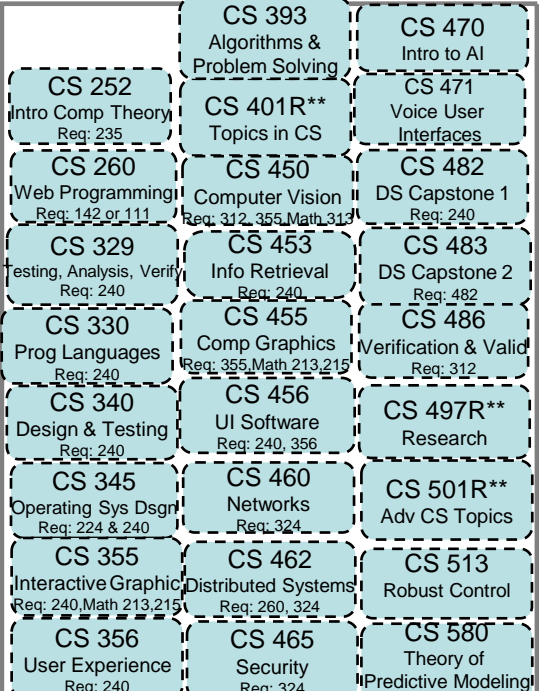 CS 252
Intro Comp Theory
Req: 235
CS 260
Web Programming
Req: 142 or 111
CS 329
Testing, Analysis, Verify
Req: 240
CS 330
Prog Languages
Req: 240
CS 340
Design & Testing
Req: 240
CS 345
Operating Sys Dsgn
Req: 224 & 240
CS 355
Interactive Graphic
Req: 240,Math 213,215
CS 356
User Experience
Req: 240
CS 393
Algorithms &
Problem Solving
CS 401R**
Topics in CS
CS 450
Computer Vision
Req: 312, 355,Math 313
CS 453
Info Retrieval
Req: 240
CS 455
Comp Graphics
Req: 355,Math 213,215
CS 456
UI Software
Req: 240, 356
CS 460
Networks
Req: 324
CS 462
Distributed Systems
Req: 260, 324
CS 465
Security
Req: 324
CS 470
Intro to AI
CS 471
Voice User
Interfaces
CS 482
DS Capstone 1
Req: 240
CS 483
DS Capstone 2
Req: 482
CS 486
Verification & Valid
Req: 312
CS 497R**
Research
CS 501R**
Adv CS Topics
CS 513
Robust Control
CS 580
Theory of
Predictive Modeling